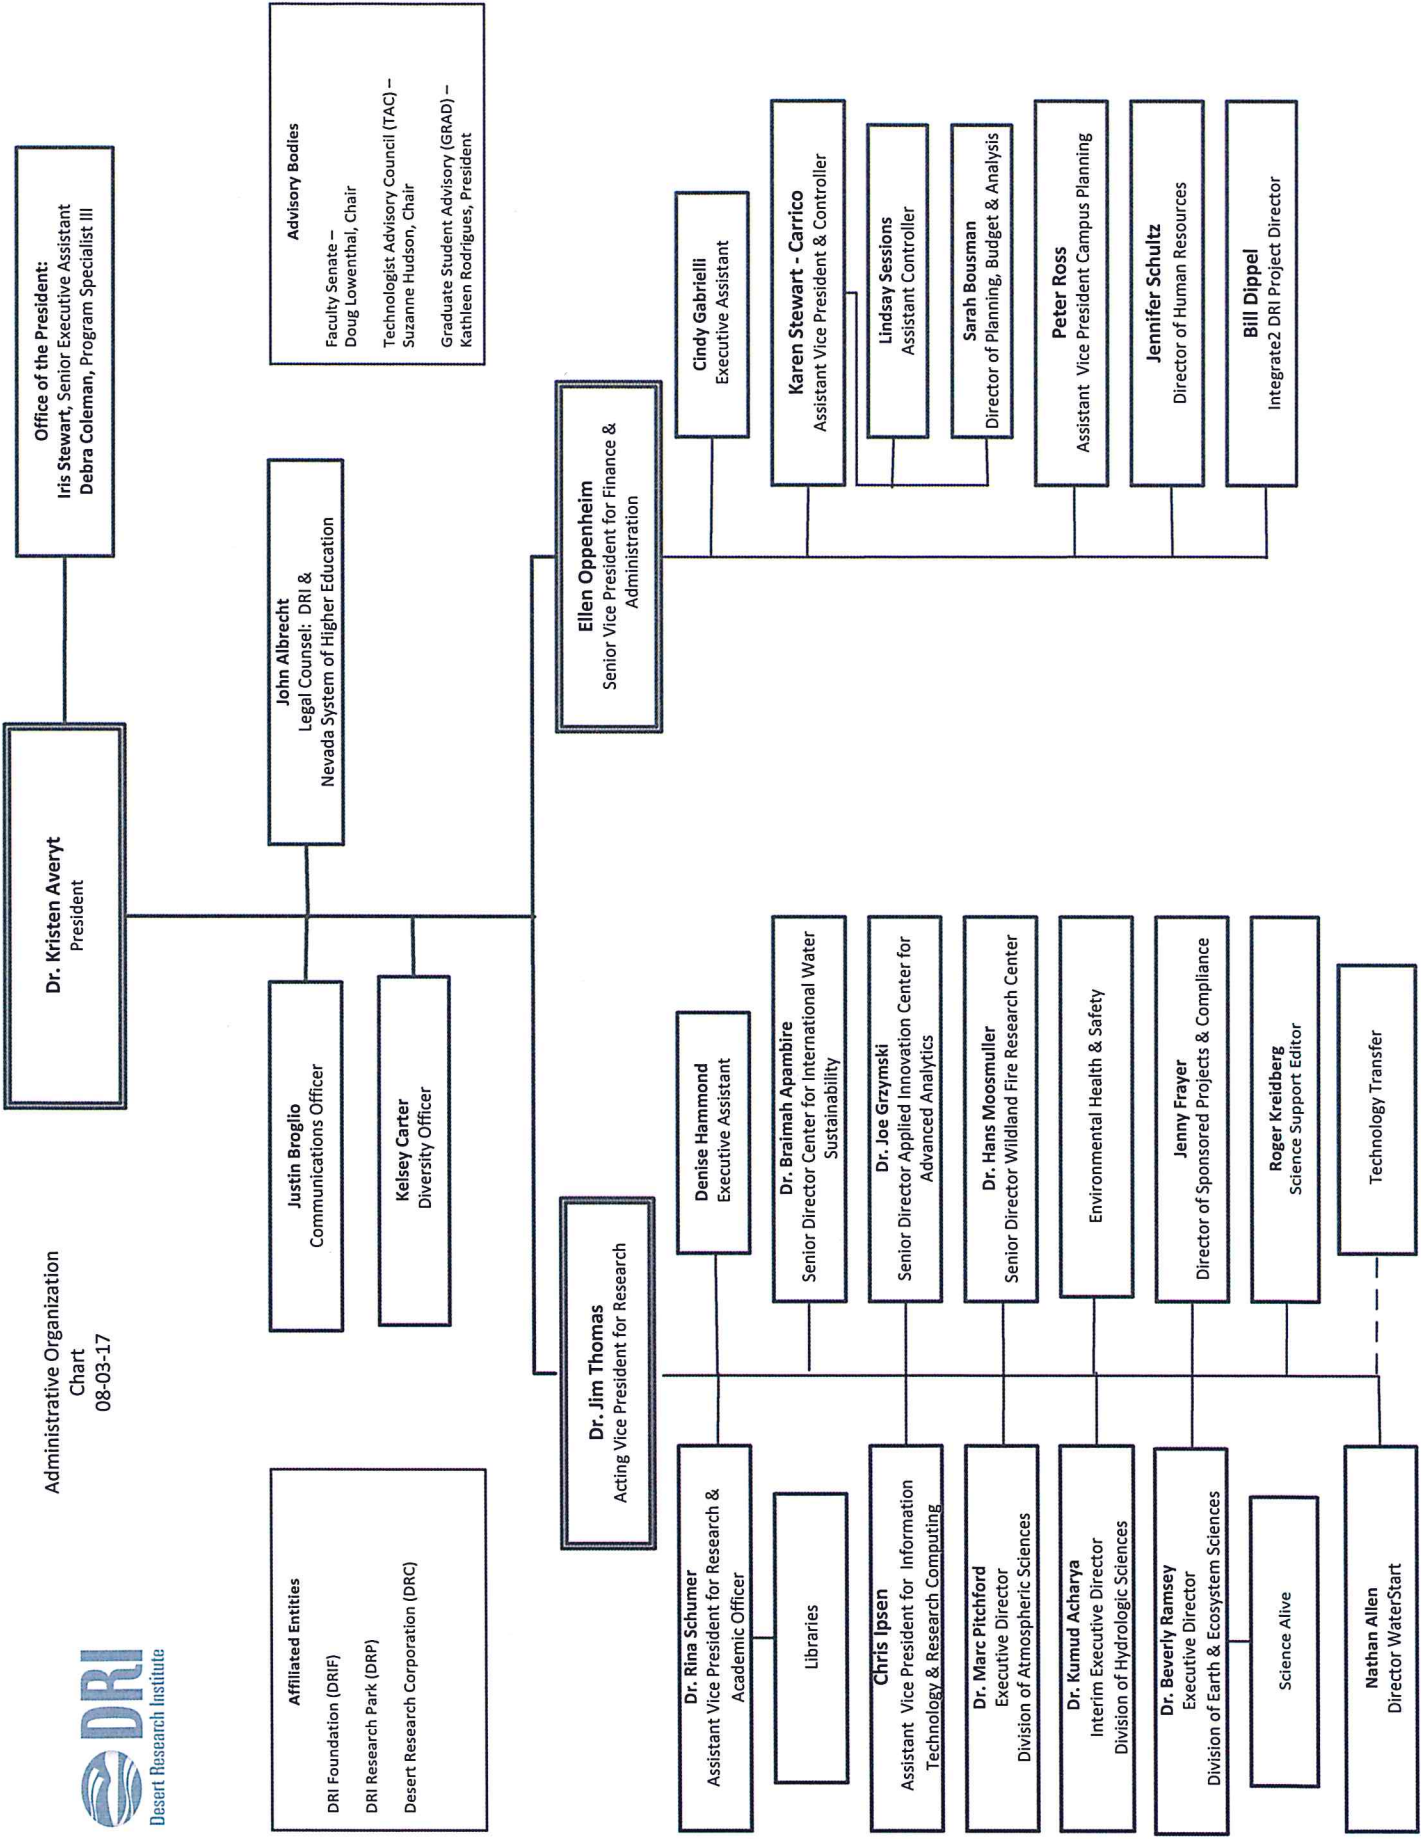 DRI
Desert Research Institute
Administrative Organization
Chart
08-03-17
Dr. Kristen Averyt
President
Office of the President:
Iris Stewart, Senior Executive Assistant
Debra Coleman, Program Specialist III
Affiliated Entities
DRI Foundation (DRIF)
DRI Research Park (DRP)
Desert Research Corporation (DRC)
Justin Broglio
Communications Officer
Kelsey Carter
Diversity Officer
John Albrecht
Legal Counsel: DRI &
Nevada System of Higher Education
Advisory Bodies
Faculty Senate –
Doug Lowenthal, Chair
Technologist Advisory Council (TAC) –
Suzanne Hudson, Chair
Graduate Student Advisory (GRAD) –
Kathleen Rodrigues, President
Dr. Jim Thomas
Acting Vice President for Research
Ellen Oppenheim
Senior Vice President for Finance &
Administration
Dr. Rina Schumer
Assistant Vice President for Research &
Academic Officer
Libraries
Chris Ipsen
Assistant Vice President for Information
Technology & Research Computing
Dr. Marc Pitchford
Executive Director
Division of Atmospheric Sciences
Dr. Kumud Acharya
Interim Executive Director
Division of Hydrologic Sciences
Dr. Beverly Ramsey
Executive Director
Division of Earth & Ecosystem Sciences
Science Alive
Nathan Allen
Director WaterStart
Denise Hammond
Executive Assistant
Dr. Braimah Apambire
Senior Director Center for International Water
Sustainability
Dr. Joe Grzymski
Senior Director Applied Innovation Center for
Advanced Analytics
Dr. Hans Moosmuller
Senior Director Wildland Fire Research Center
Environmental Health & Safety
Jenny Frayer
Director of Sponsored Projects & Compliance
Roger Kreidberg
Science Support Editor
Technology Transfer
Cindy Gabrielli
Executive Assistant
Karen Stewart - Carrico
Assistant Vice President & Controller
Lindsay Sessions
Assistant Controller
Sarah Bousman
Director of Planning, Budget & Analysis
Peter Ross
Assistant Vice President Campus Planning
Jennifer Schultz
Director of Human Resources
Bill Dippel
Integrate2 DRI Project Director